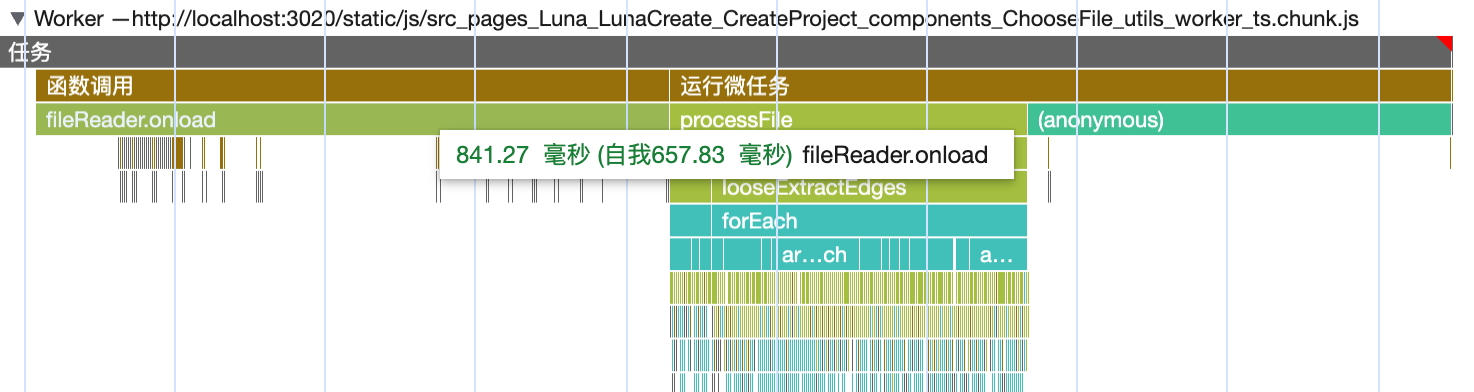 ▼ Worker —http://localhost:3020/static/js/src_pages_Luna_LunaCreate_CreateProject_components_ChooseFile_utils_worker_ts.chunk.js
任务
函数调用
运行微任务
fileReader.onload
processFile
(anonymous)
841.27 毫秒 (自我657.83 毫秒) fileReader.onload
looseExtractEdges
forEach
ar…ch
a…